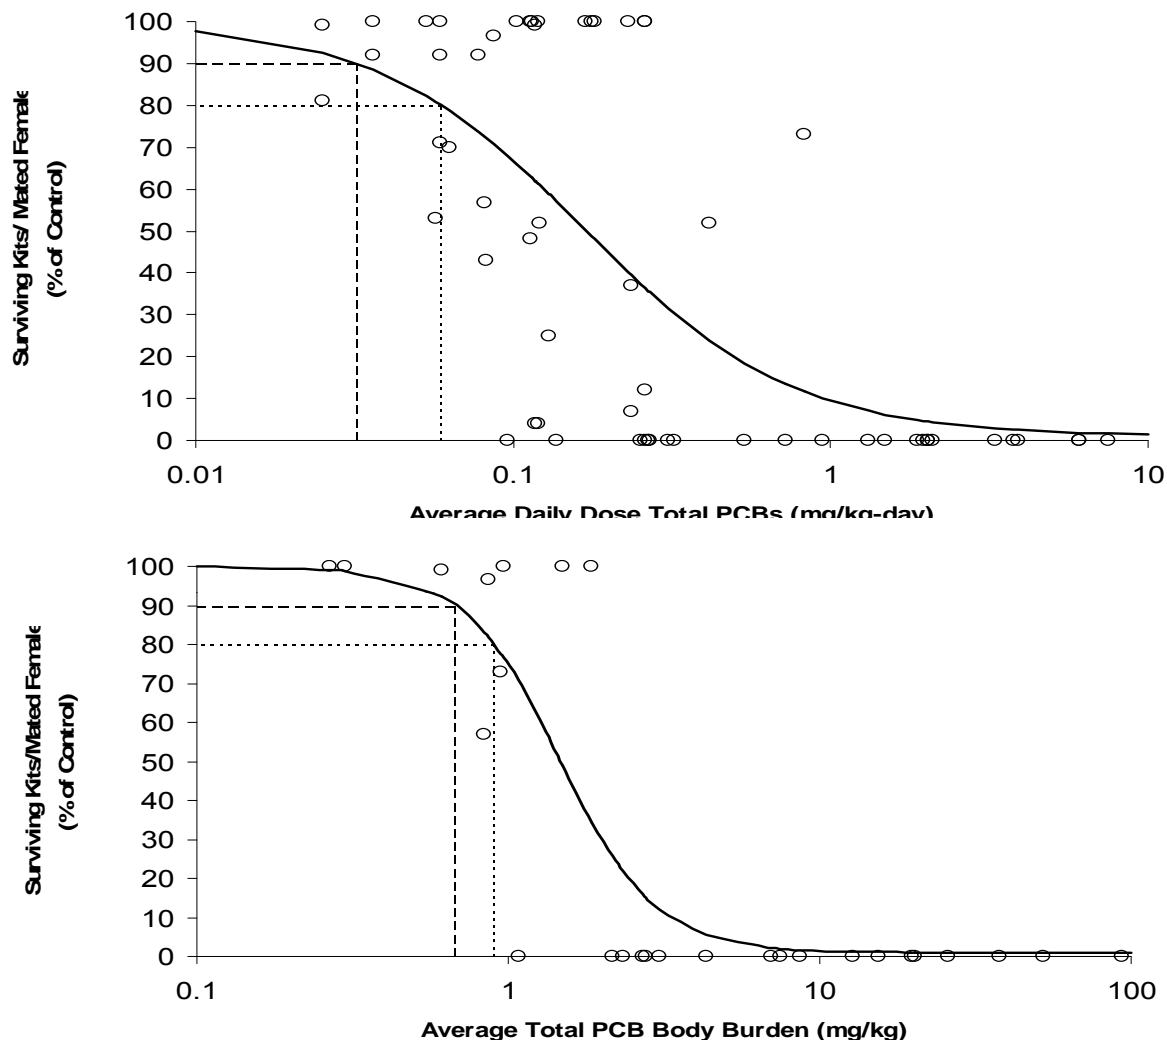 Surviving Kits/ Mated Female
(% of Control)
100
90
80
70
60
50
40
30
20
10
0
0.01 0.1 1 10
Average Daily Dose Total PCBs (mg/kg-day)
Surviving Kits/Mated Female
(% of Control)
100
90
80
70
60
50
40
30
20
10
0
0.1 1 10 100
Average Total PCB Body Burden (mg/kg)